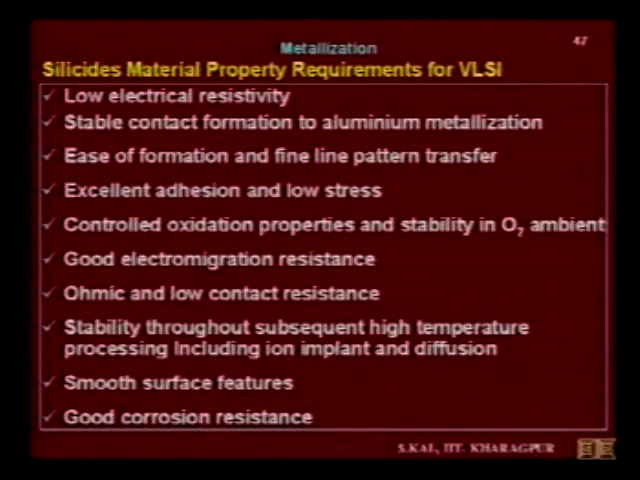 Metallization
47
Silicides Material Property Requirements for VLSI
✓ Low electrical resistivity
✓ Stable contact formation to aluminium metallization
✓ Ease of formation and fine line pattern transfer
✓ Excellent adhesion and low stress
✓ Controlled oxidation properties and stability in O₂ ambient
✓ Good electromigration resistance
✓ Ohmic and low contact resistance
✓ Stability throughout subsequent high temperature
processing Including ion implant and diffusion
✓ Smooth surface features
✓ Good corrosion resistance
S.KAL, IIT- KHARAGPUR